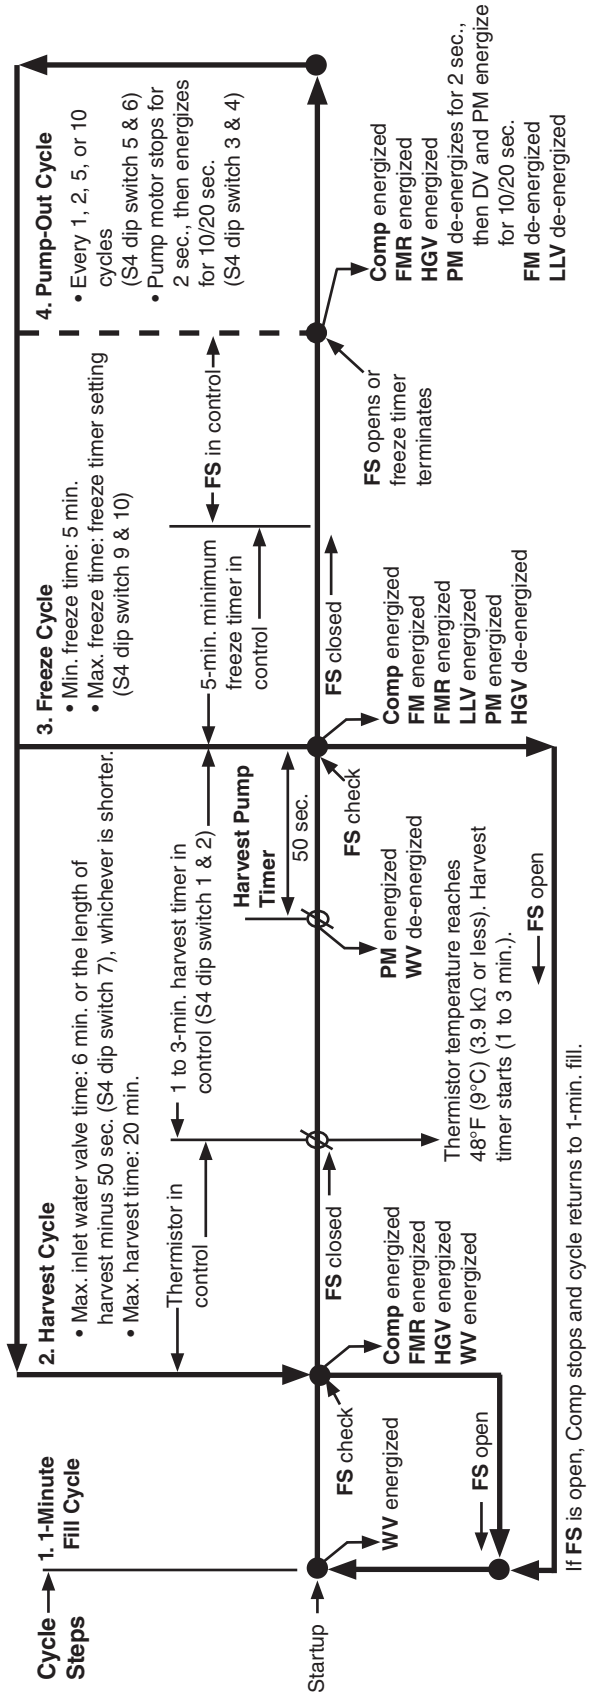 Cycle
Steps
1. 1-Minute
Fill Cycle
Startup
WV energized
FS check
FS open
2. Harvest Cycle
• Max. inlet water valve time: 6 min. or the length of
harvest minus 50 sec. (S4 dip switch 7), whichever is shorter.
• Max. harvest time: 20 min.
Thermistor in
control
1 to 3-min. harvest timer in
control (S4 dip switch 1 & 2)
Harvest Pump
Timer
50 sec.
FS closed
Comp energized
FMR energized
HGV energized
WV energized
Thermistor temperature reaches
48°F (9°C) (3.9 kΩ or less). Harvest
timer starts (1 to 3 min.).
PM energized
WV de-energized
FS check
FS open
If FS is open, Comp stops and cycle returns to 1-min. fill.
3. Freeze Cycle
• Min. freeze time: 5 min.
• Max. freeze time: freeze timer setting
(S4 dip switch 9 & 10)
5-min. minimum
freeze timer in
control
FS in control
FS closed
Comp energized
FM energized
FMR energized
LLV energized
PM energized
HGV de-energized
FS opens or
freeze timer
terminates
4. Pump-Out Cycle
• Every 1, 2, 5, or 10
cycles
(S4 dip switch 5 & 6)
• Pump motor stops for
2 sec., then energizes
for 10/20 sec.
(S4 dip switch 3 & 4)
Comp energized
FMR energized
HGV energized
PM de-energizes for 2 sec.,
then DV and PM energize
for 10/20 sec.
FM de-energized
LLV de-energized